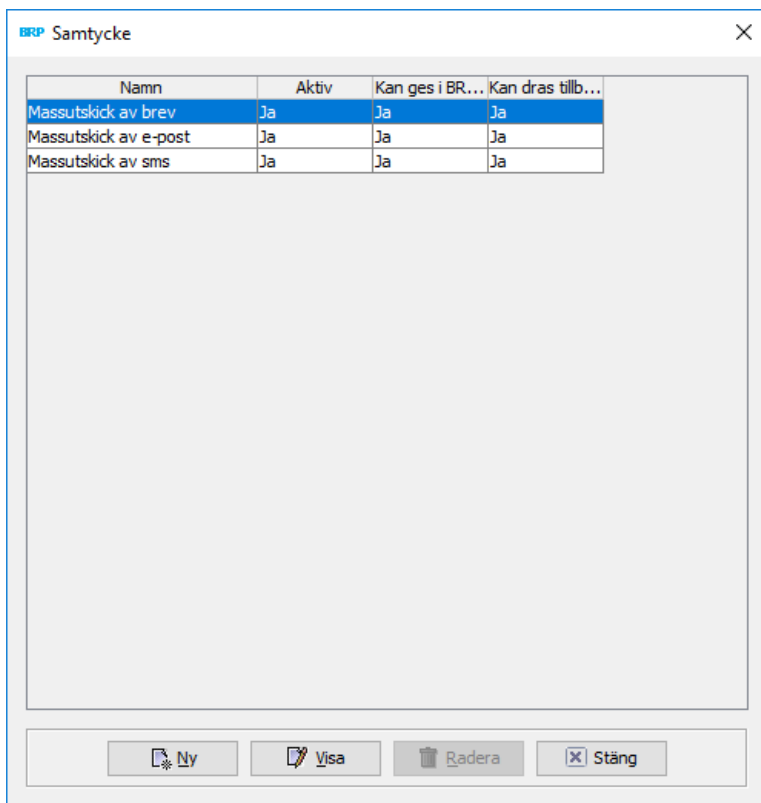 BRP Samtycke
Namn Aktiv Kan ges i BR... Kan dras tillb...
Massutskick av brev Ja Ja Ja
Massutskick av e-post Ja Ja Ja
Massutskick av sms Ja Ja Ja
Ny Visa Radera Stäng